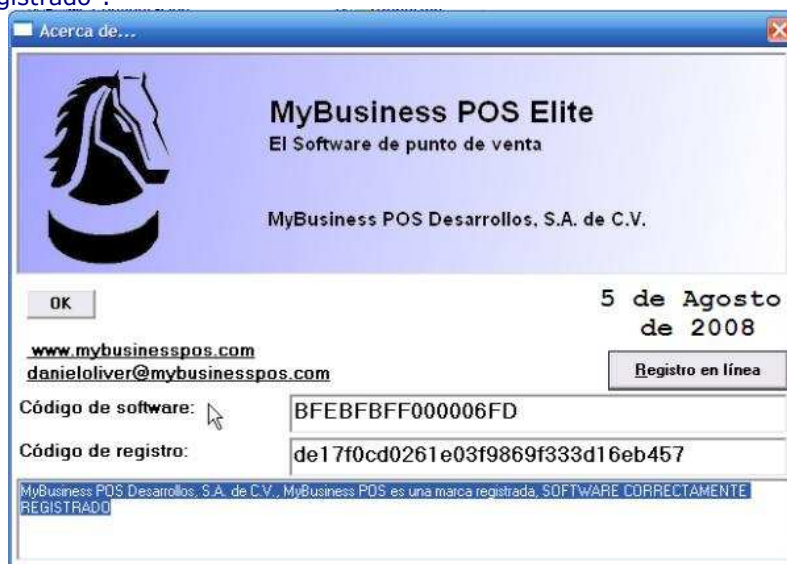 gistrado".
Acerca de...
MyBusiness POS Elite
El Software de punto de venta
MyBusiness POS Desarrollos, S.A. de C.V.
OK
5 de Agosto
de 2008
www.mybusinesspos.com
danieloliver@mybusinesspos.com
Registro en línea
Código de software:
BFEBFBFF000006FD
Código de registro:
de17f0cd0261e03f9869f333d16eb457
MyBusiness POS Desarrollos, S.A. de C.V., MyBusiness POS es una marca registrada, SOFTWARE CORRECTAMENTE
REGISTRADO